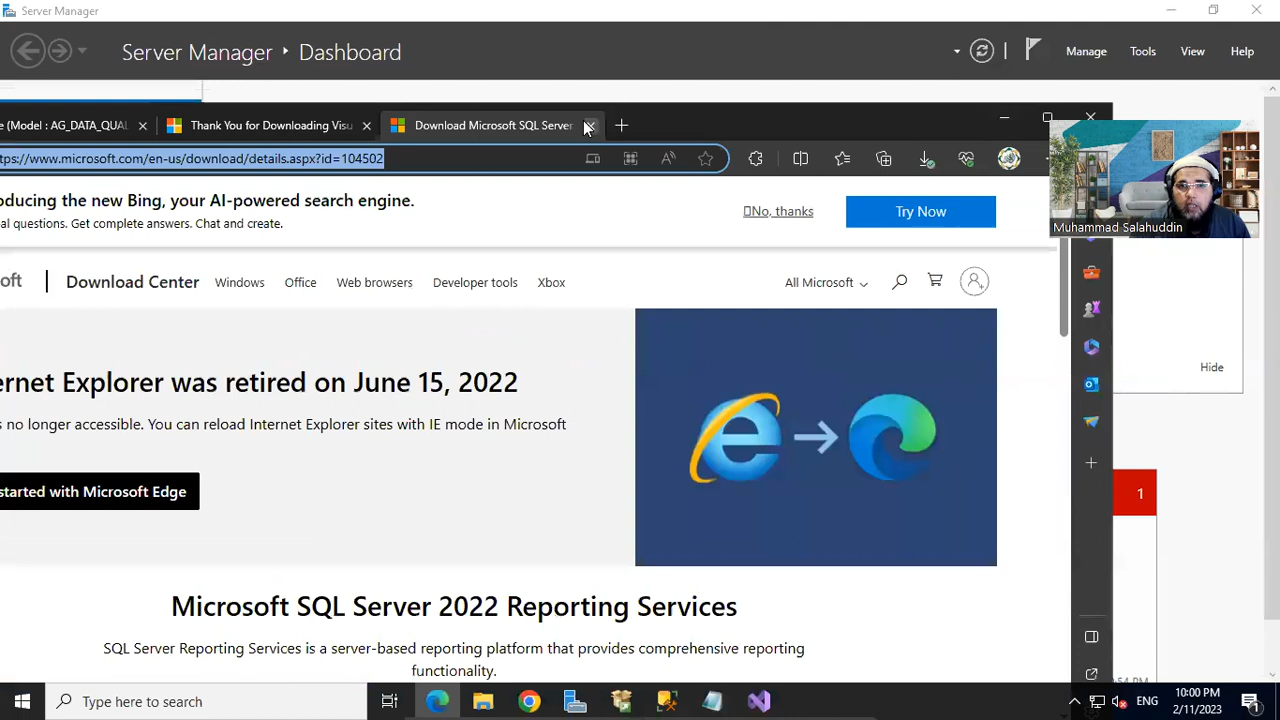 Server Manager
Server Manager • Dashboard
Manage Tools View Help
e (Model : AG_DATA_QUAL
Thank You for Downloading Visu
Download Microsoft SQL Server
tps://www.microsoft.com/en-us/download/details.aspx?id=104502
oducing the new Bing, your AI-powered search engine.
al questions. Get complete answers. Chat and create.
No, thanks
Try Now
Muhammad Salahuddin
oft
Download Center
Windows Office Web browsers Developer tools Xbox
All Microsoft
Hide
ernet Explorer was retired on June 15, 2022
s no longer accessible. You can reload Internet Explorer sites with IE mode in Microsoft
started with Microsoft Edge
1
Microsoft SQL Server 2022 Reporting Services
SQL Server Reporting Services is a server-based reporting platform that provides comprehensive reporting
functionality.
Type here to search
ENG
10:00 PM
2/11/2023
1